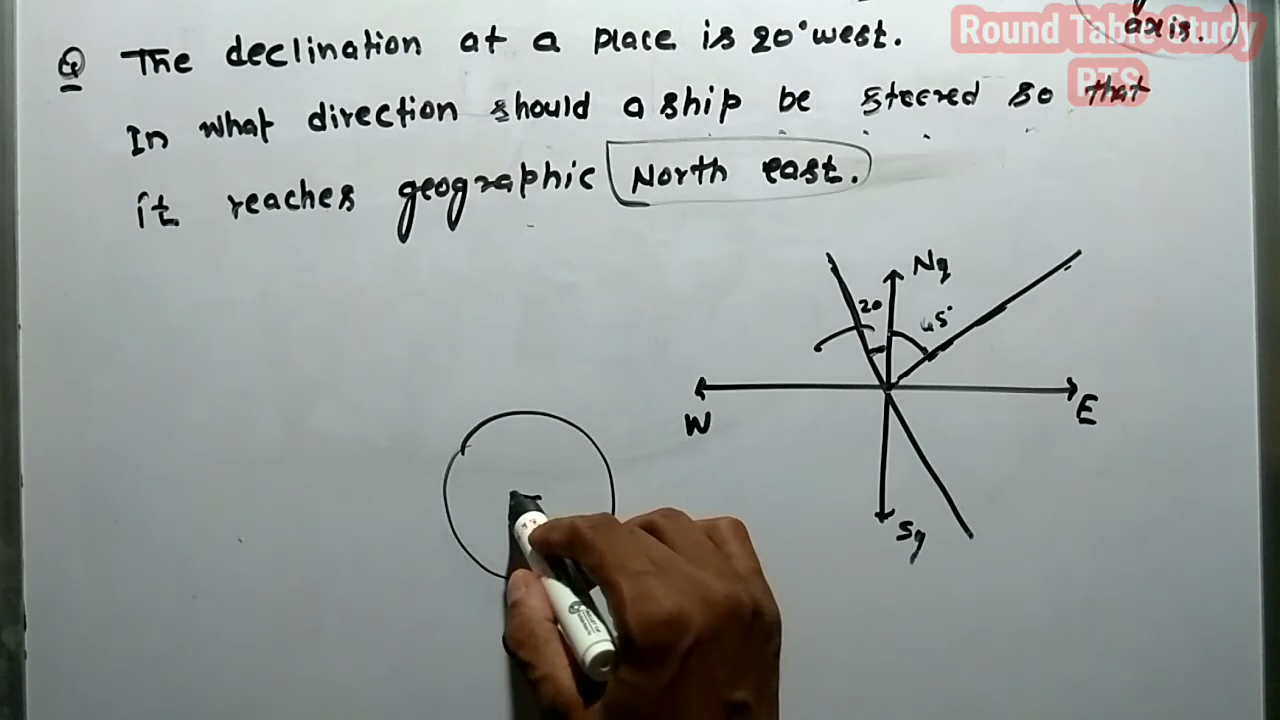 axis.
Round Table Study
RTS
Q The declination at a place is 20° west.
In what direction should a ship be steered so that
it reaches geographic North east.
Ng
20
45°
W
E
Sg